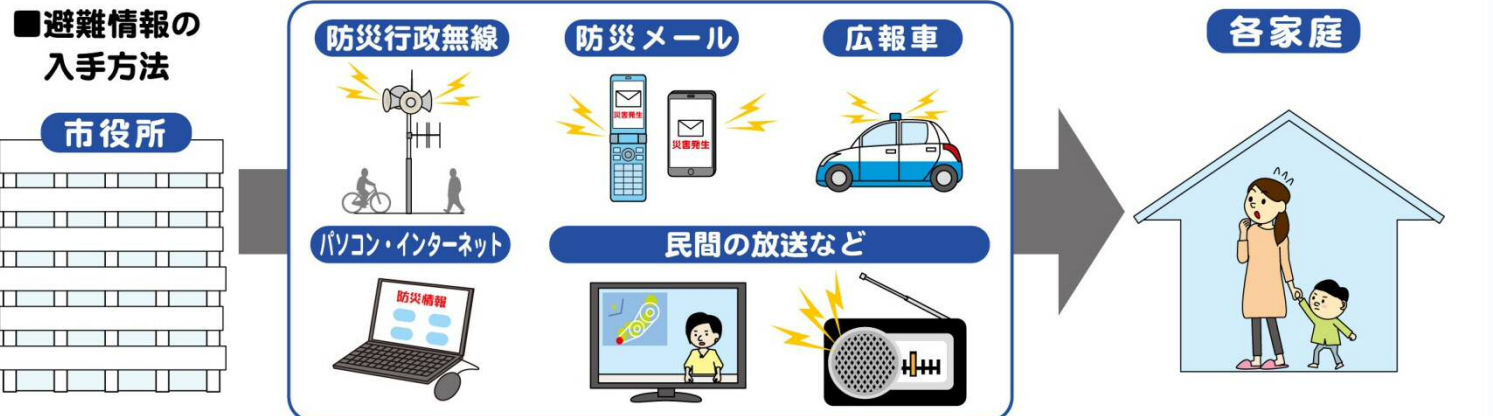 ■避難情報の
入手方法
市役所
防災行政無線
防災メール
災害発生
災害発生
広報車
パソコン・インターネット
防災情報
民間の放送など
各家庭